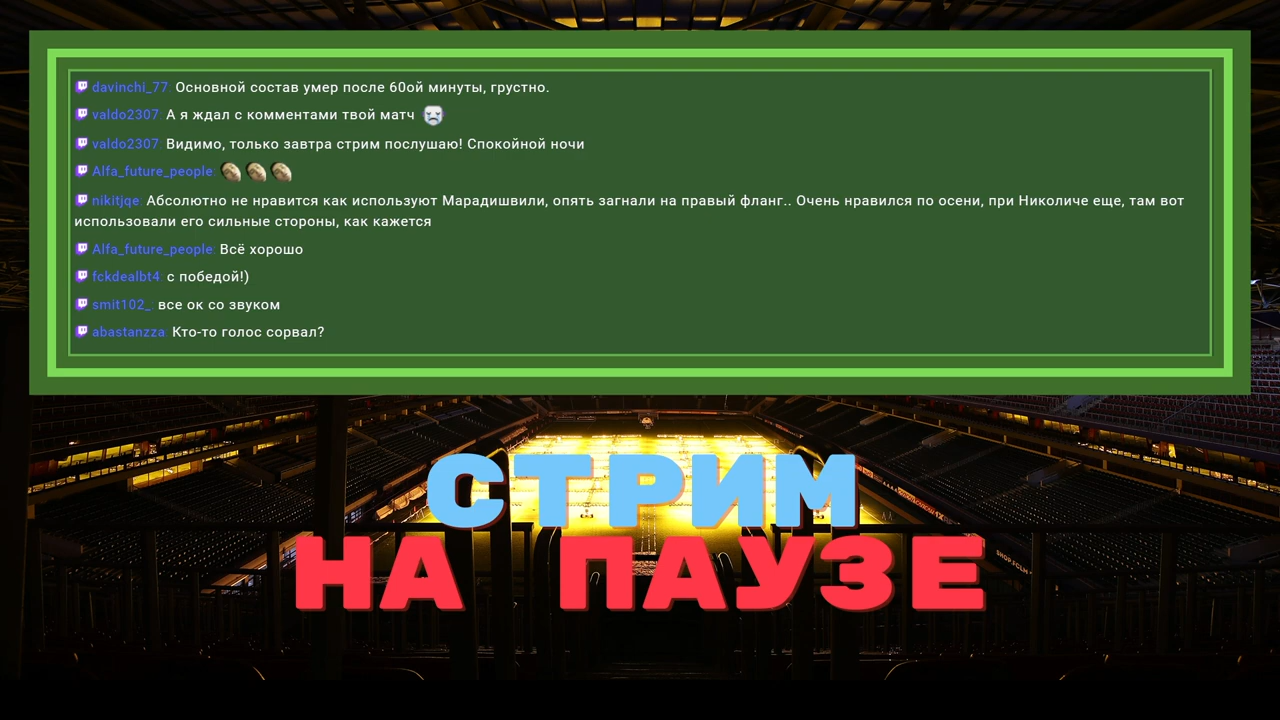 davinchi_77: Основной состав умер после 60ой минуты, грустно.
valdo2307: А я ждал с комментами твой матч
valdo2307: Видимо, только завтра стрим послушаю! Спокойной ночи
Alfa_future_people:
nikitjqe: Абсолютно не нравится как используют Марадишвили, опять загнали на правый фланг.. Очень нравился по осени, при Николиче еще, там вот
использовали его сильные стороны, как кажется
Alfa_future_people: Всё хорошо
fckdealbt4: с победой!)
smit102_: все ок со звуком
abastanzza: Кто-то голос сорвал?
СТРИМ
НА ПАУЗЕ
SHOP FCLM